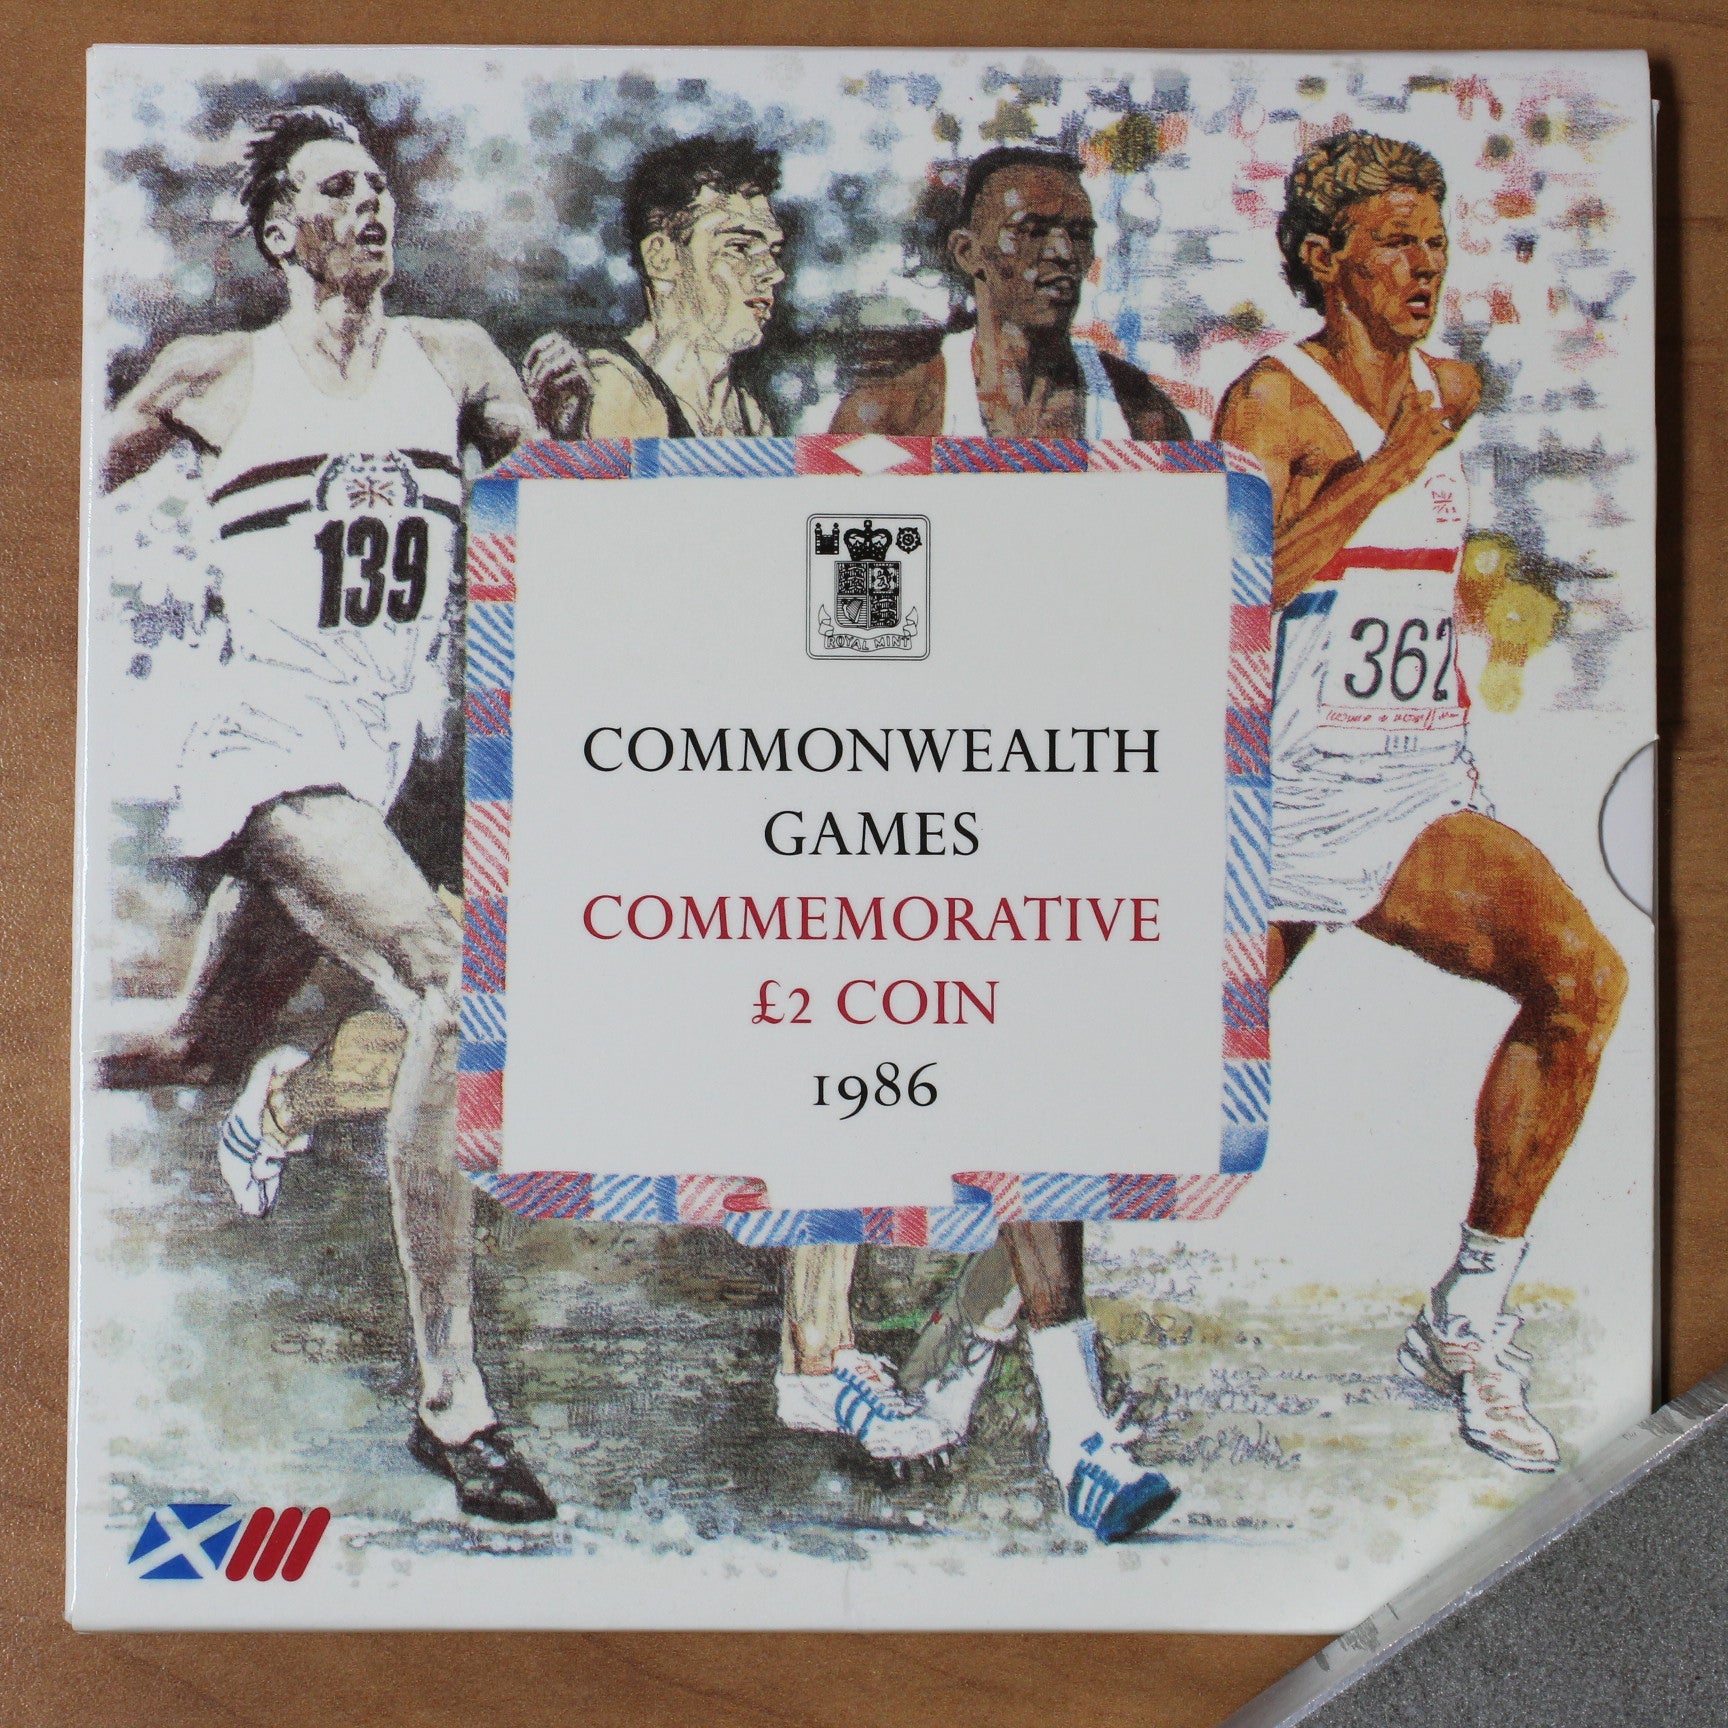 139
ROYAL MINT
362
COMMONWEALTH
GAMES
COMMEMORATIVE
£2 COIN
1986